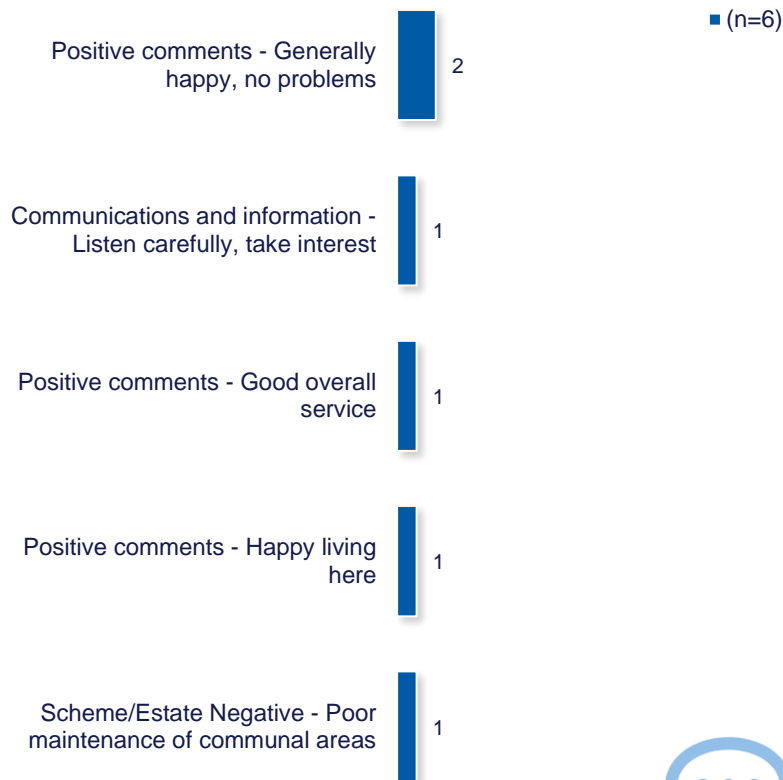 (n=6)
Positive comments - Generally
happy, no problems
2
Communications and information -
Listen carefully, take interest
1
Positive comments - Good overall
service
1
Positive comments - Happy living
here
1
Scheme/Estate Negative - Poor
maintenance of communal areas
1